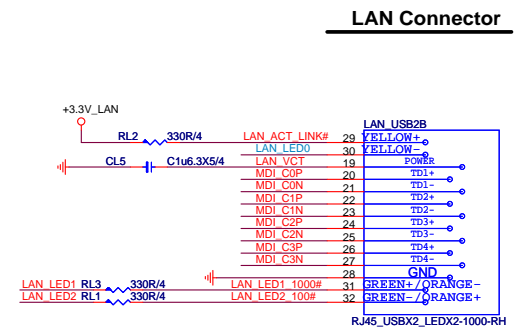 LAN Connector
+3.3V_LAN
LAN_USB2B
RL2 330R/4 LAN_ACT_LINK# 29 YELLOW+
LAN_LED0 30 YELLOW-
CL5 C1u6.3X5/4 LAN_VCT 19 POWER
MDI_C0P 20 TD1+
MDI_C0N 21 TD1-
MDI_C1P 22 TD2+
MDI_C1N 23 TD2-
MDI_C2P 24 TD3+
MDI_C2N 25 TD3-
MDI_C3P 26 TD4+
MDI_C3N 27 TD4-
28 GND
LAN_LED1 RL3 330R/4 LAN_LED1_1000# 31 GREEN+/ORANGE-
LAN_LED2 RL1 330R/4 LAN_LED2_100# 32 GREEN-/ORANGE+
RJ45_USBX2_LEDX2-1000-RH